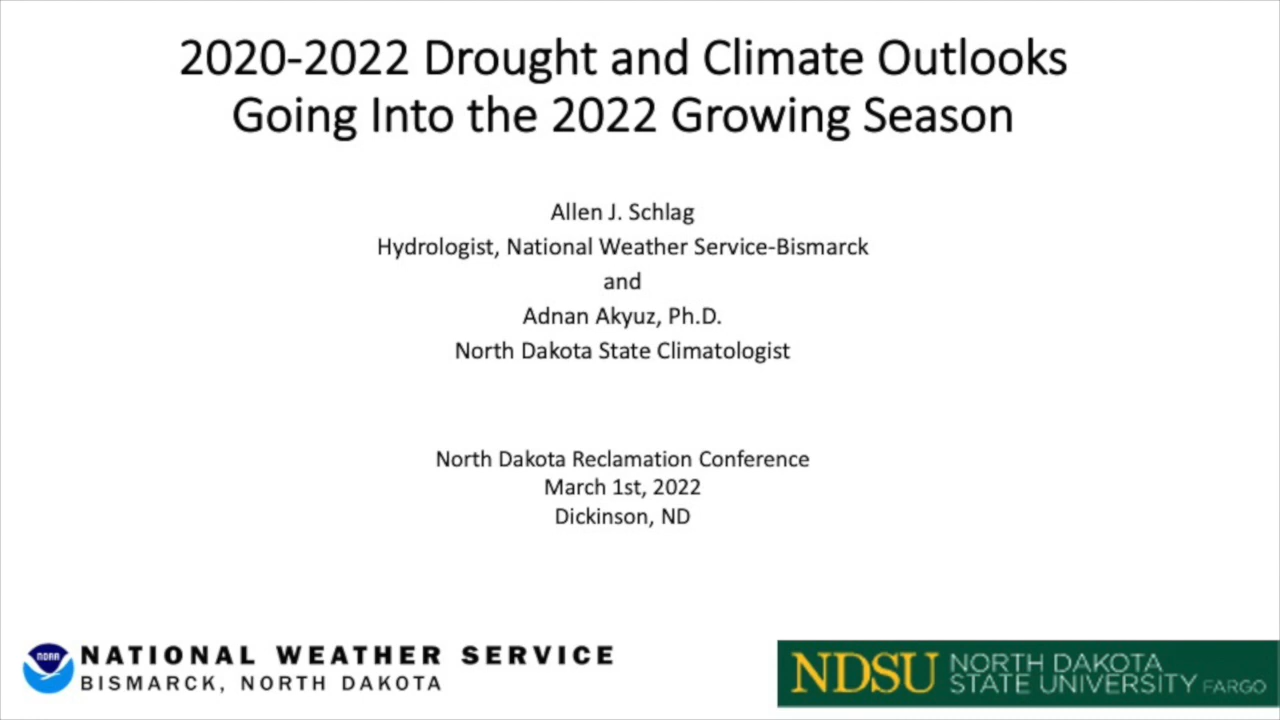 2020-2022 Drought and Climate Outlooks
Going Into the 2022 Growing Season
Allen J. Schlag
Hydrologist, National Weather Service-Bismarck
and
Adnan Akyuz, Ph.D.
North Dakota State Climatologist
North Dakota Reclamation Conference
March 1st, 2022
Dickinson, ND
NOAA
NATIONAL WEATHER SERVICE
BISMARCK, NORTH DAKOTA
NDSU
NORTH DAKOTA
STATE UNIVERSITY FARGO